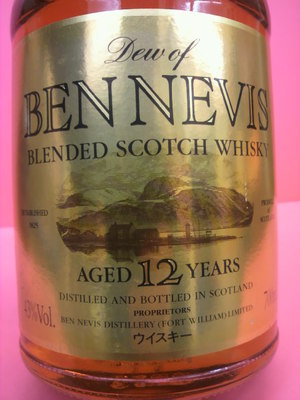 Dew of
BEN NEVIS
BLENDED SCOTCH WHISKY
1825
AGED 12 YEARS
DISTILLED AND BOTTLED IN SCOTLAND
PROPRIETORS
43%Vol.
BEN NEVIS DISTILLERY (FORT WILLIAM) LIMITED
ウイスキー